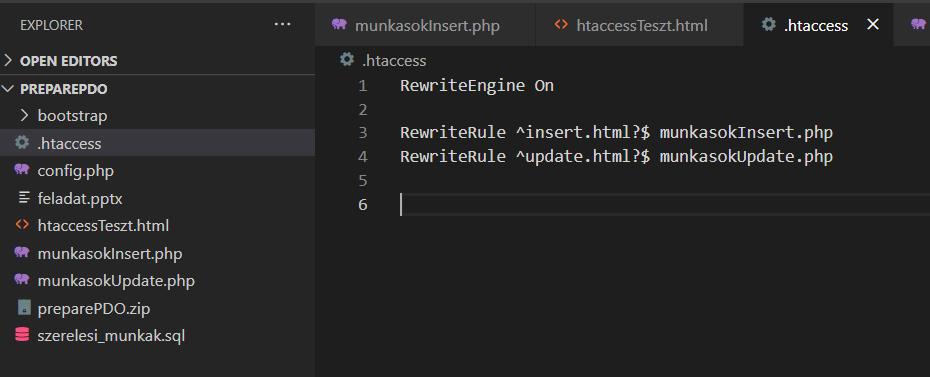 EXPLORER ···
OPEN EDITORS
PREPAREPDO
bootstrap
.htaccess
config.php
feladat.pptx
htaccessTeszt.html
munkasokInsert.php
munkasokUpdate.php
preparePDO.zip
szerelesi_munkak.sql
munkasokInsert.php htaccessTeszt.html .htaccess
.htaccess
1 RewriteEngine On
2
3 RewriteRule ^insert.html?$ munkasokInsert.php
4 RewriteRule ^update.html?$ munkasokUpdate.php
5
6